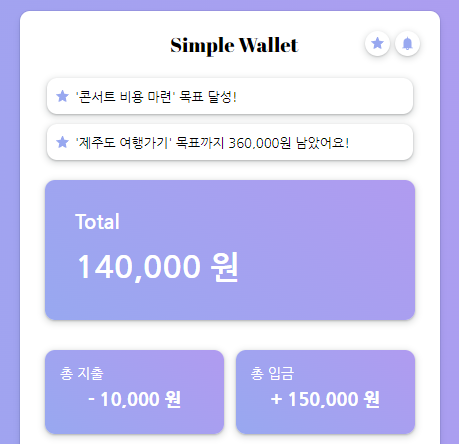 Simple Wallet
'콘서트 비용 마련' 목표 달성!
'제주도 여행가기' 목표까지 360,000원 남았어요!
Total
140,000 원
총 지출
- 10,000 원
총 입금
+ 150,000 원